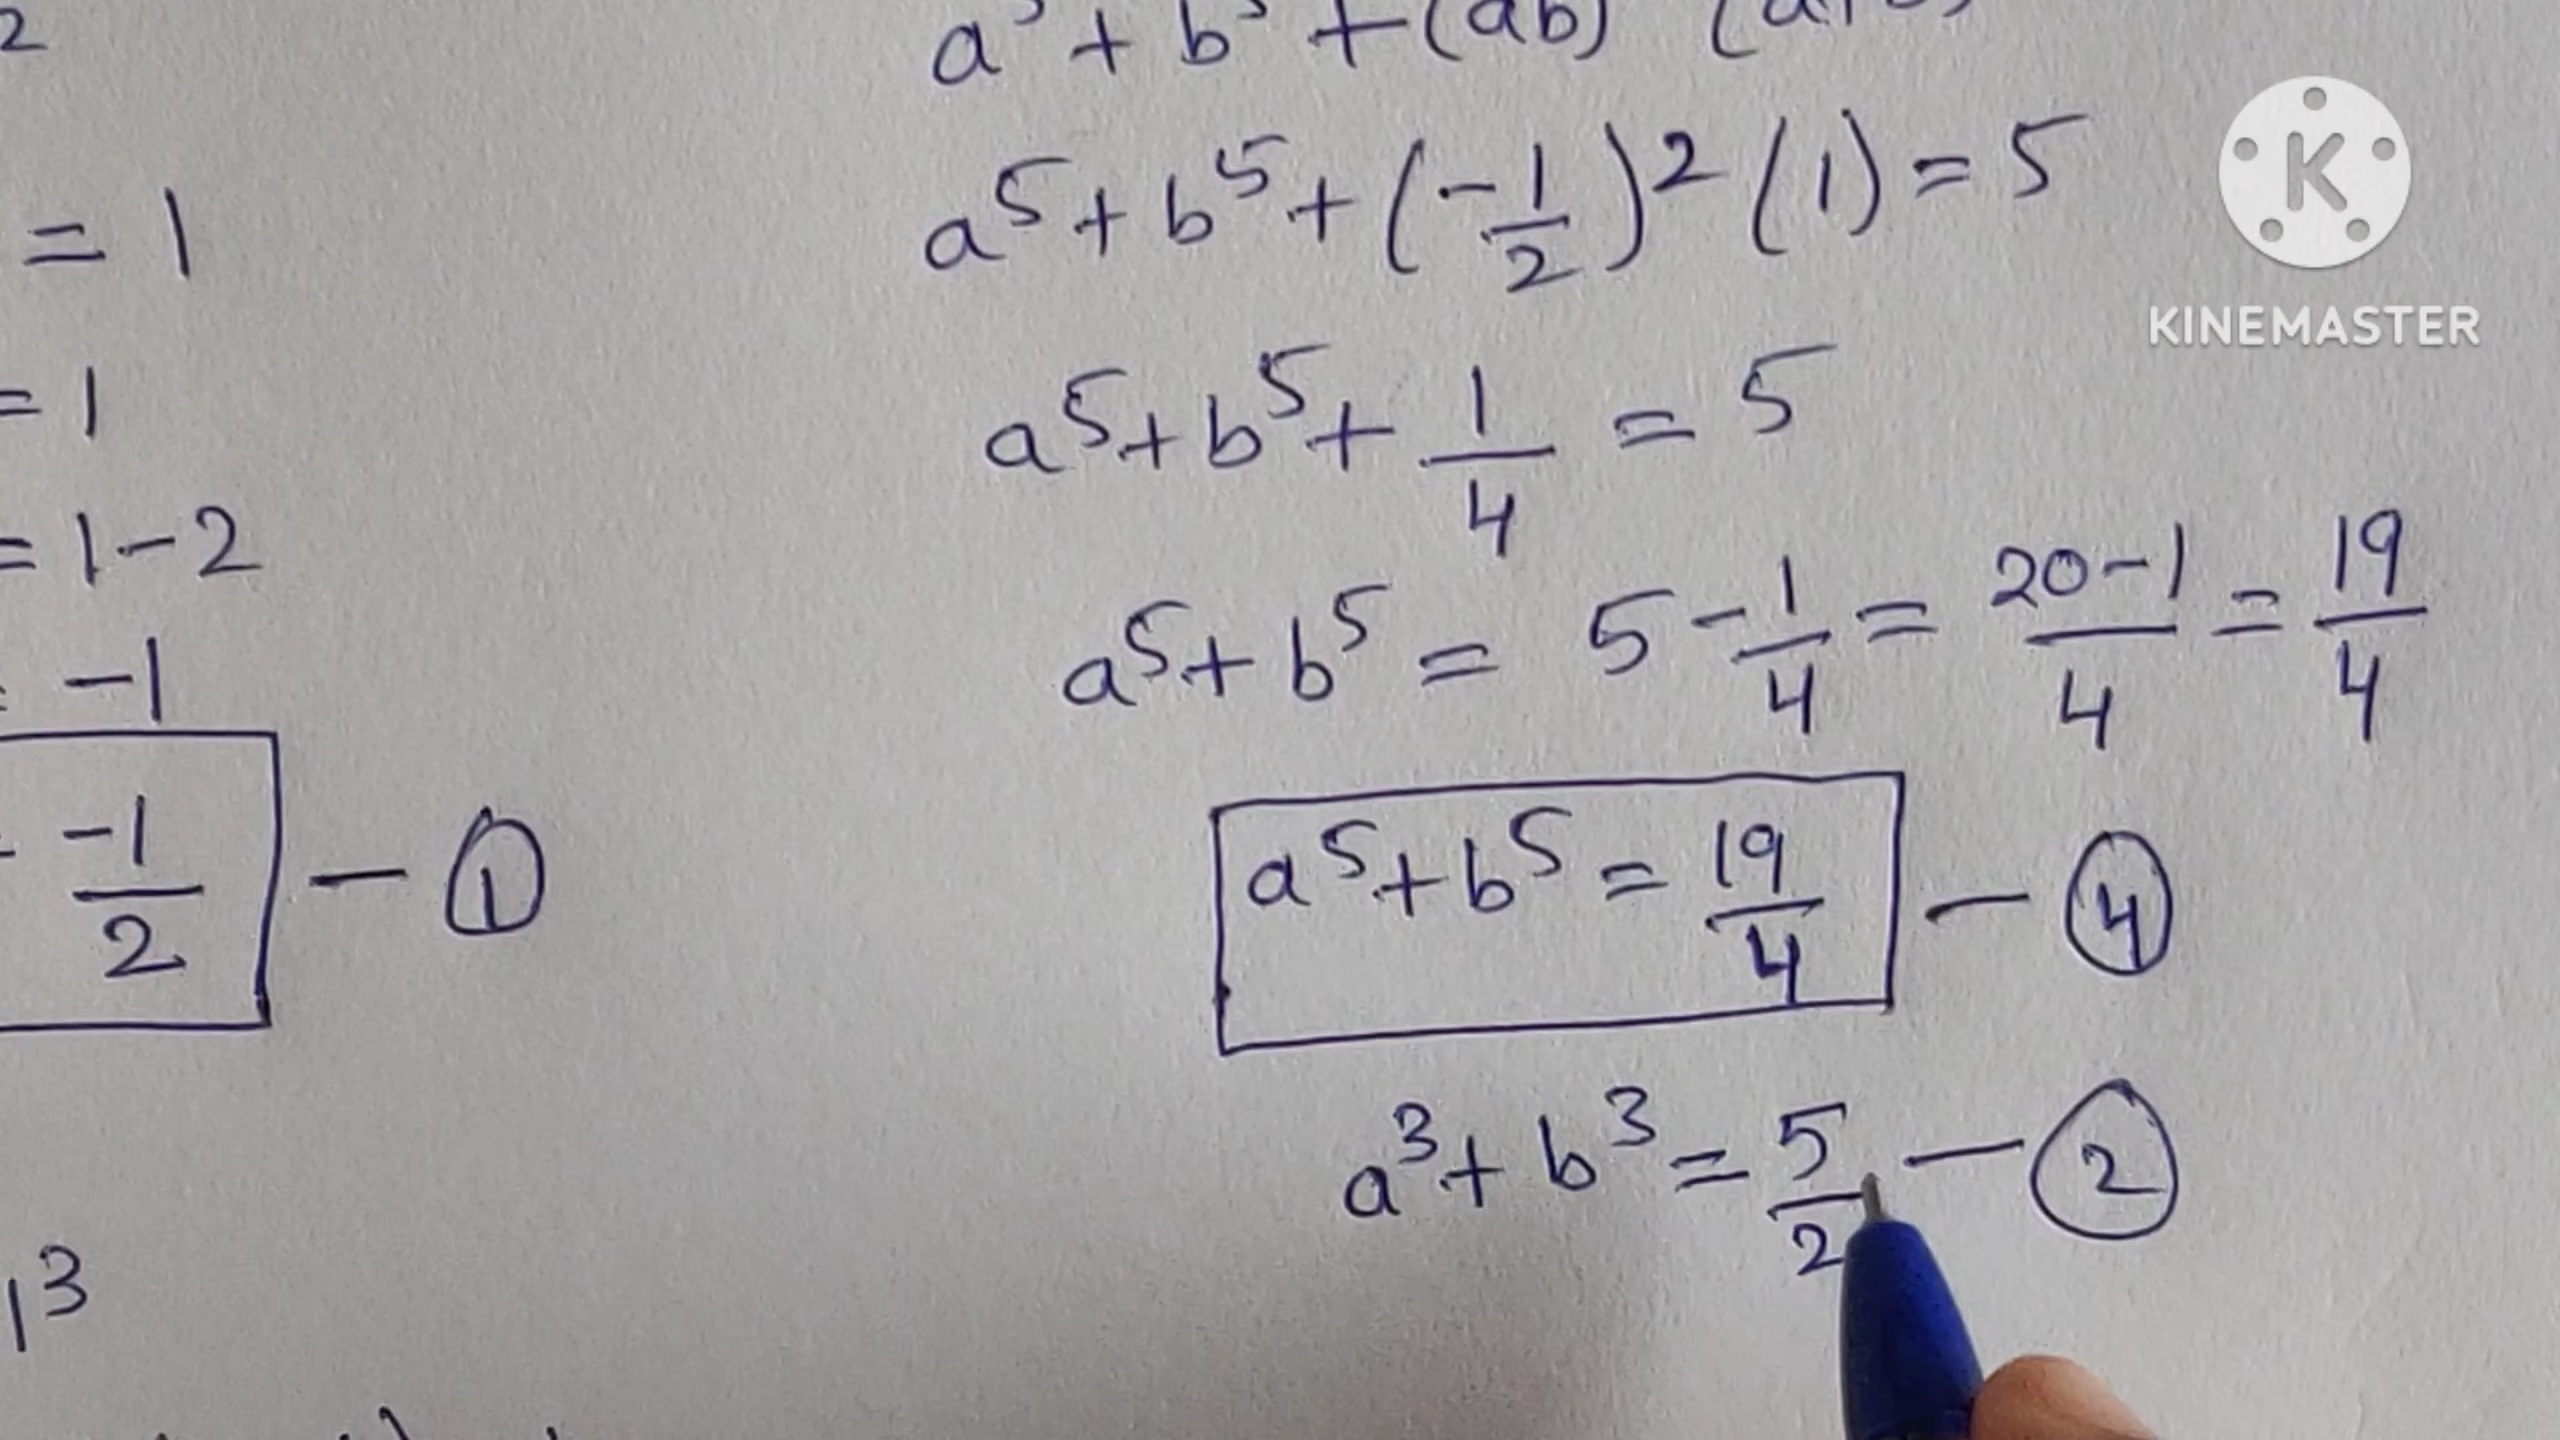 2
= 1
= 1
= 1-2
-1
-1/2 — ①
1³
a⁵ + b⁵ + (-1/2)² (1) = 5
a⁵ + b⁵ + 1/4 = 5
a⁵ + b⁵ = 5 - 1/4 = 20-1/4 = 19/4
a⁵ + b⁵ = 19/4 — ④
a³ + b³ = 5/2 — ②
KINEMASTER